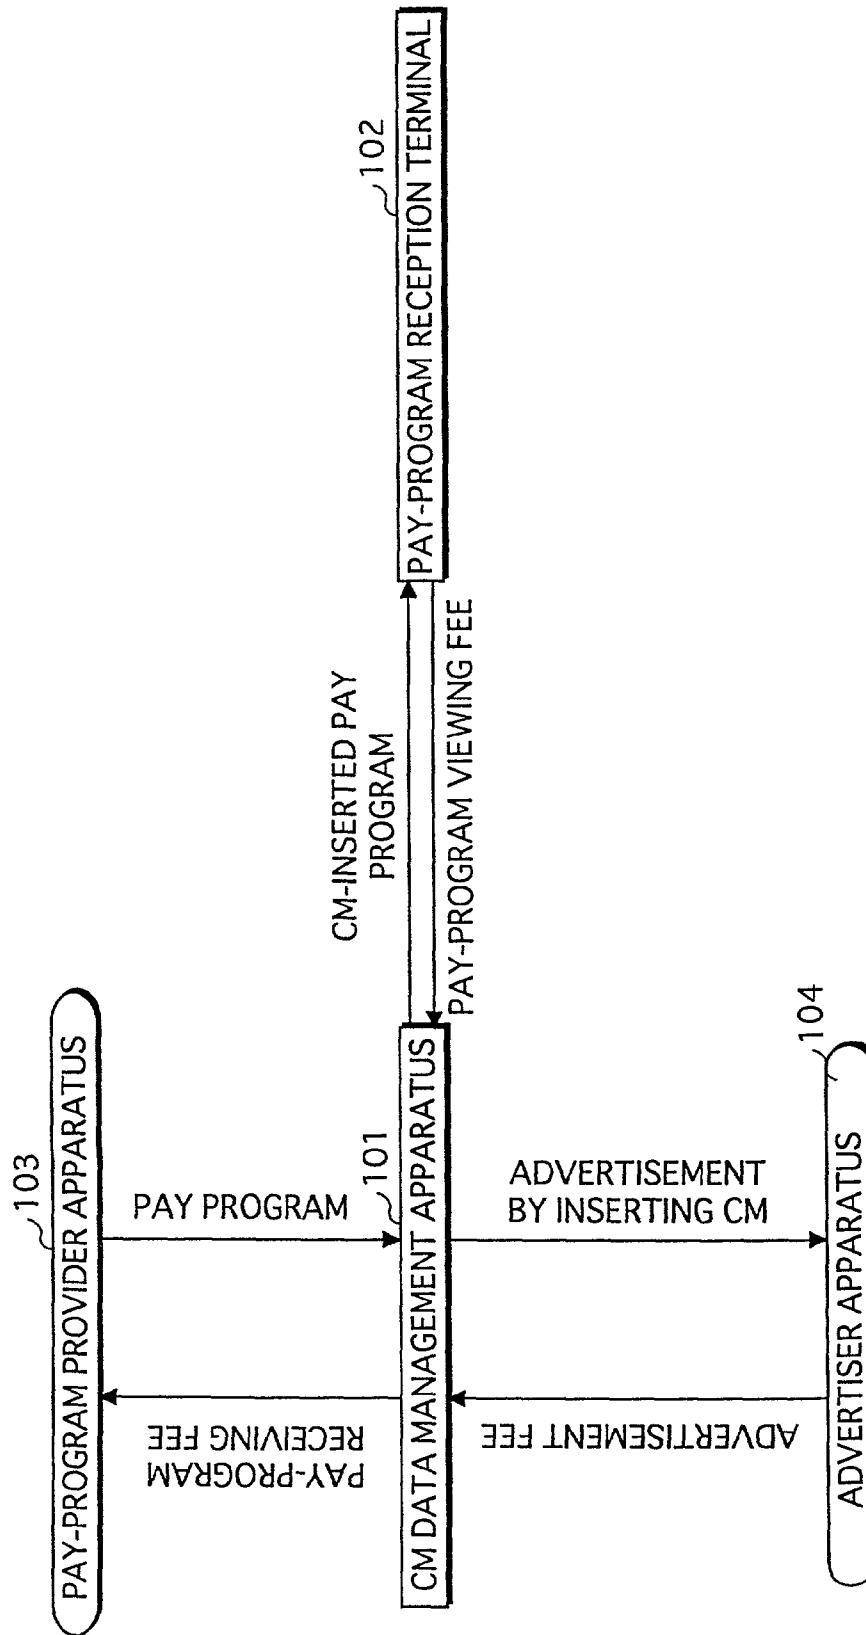 103
PAY-PROGRAM PROVIDER APPARATUS
PAY PROGRAM
PAY-PROGRAM
RECEIVING FEE
101
CM DATA MANAGEMENT APPARATUS
CM-INSERTED PAY
PROGRAM
PAY-PROGRAM VIEWING FEE
102
PAY-PROGRAM RECEPTION TERMINAL
ADVERTISEMENT
BY INSERTING CM
ADVERTISEMENT FEE
104
ADVERTISER APPARATUS